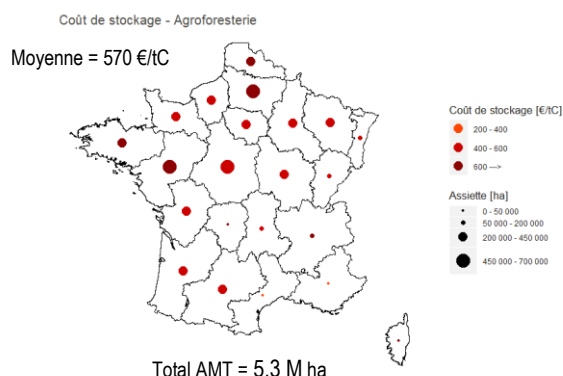 Coût de stockage - Agroforesterie
Moyenne = 570 €/tC
Coût de stockage [€/tC]
200 - 400
400 - 600
600 —>
Assiette [ha]
0 - 50 000
50 000 - 200 000
200 000 - 450 000
450 000 - 700 000
Total AMT = 5.3 M ha